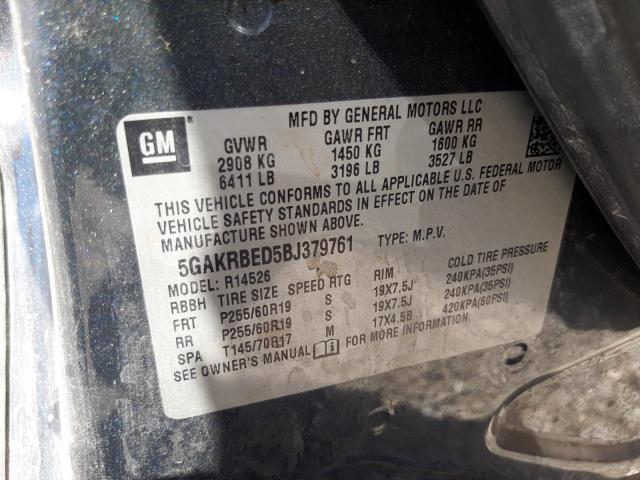 MFD BY GENERAL MOTORS LLC
GM
GVWR GAWR FRT GAWR RR
2908 KG 1450 KG 1600 KG
6411 LB 3196 LB 3527 LB
THIS VEHICLE CONFORMS TO ALL APPLICABLE U.S. FEDERAL MOTOR
VEHICLE SAFETY STANDARDS IN EFFECT ON THE DATE OF
MANUFACTURE SHOWN ABOVE.
5GAKRBED5BJ379761 TYPE: M.P.V.
MODEL: R14526
RBBH TIRE SIZE SPEED RTG RIM COLD TIRE PRESSURE
FRT P255/60R19 S 19X7.5J 240KPA(35PSI)
RR P255/60R19 S 19X7.5J 240KPA(35PSI)
SPA T145/70R17 M 17X4.5B 420KPA(60PSI)
SEE OWNER'S MANUAL FOR MORE INFORMATION.